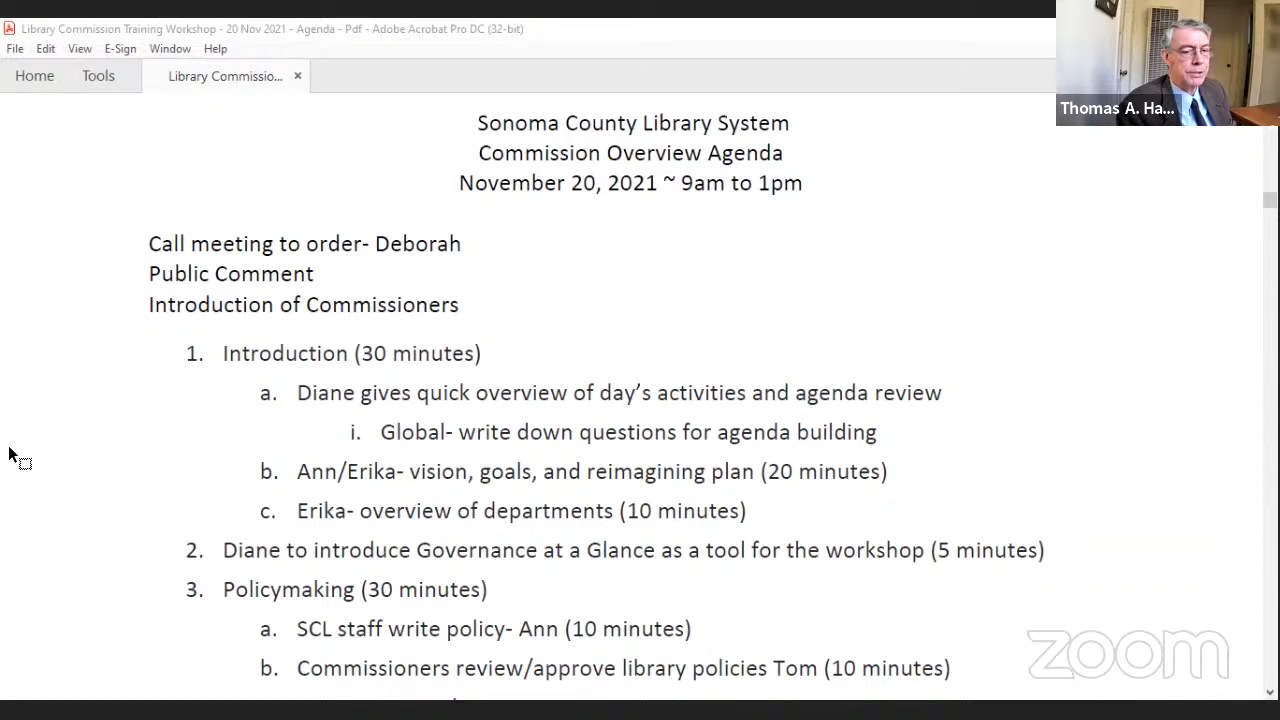 Library Commission Training Workshop - 20 Nov 2021 - Agenda - Pdf - Adobe Acrobat Pro DC (32-bit)
File Edit View E-Sign Window Help
Home Tools Library Commissio... ×
Thomas A. Ha...
Sonoma County Library System
Commission Overview Agenda
November 20, 2021 ~ 9am to 1pm
Call meeting to order- Deborah
Public Comment
Introduction of Commissioners
1. Introduction (30 minutes)
a. Diane gives quick overview of day’s activities and agenda review
i. Global- write down questions for agenda building
b. Ann/Erika- vision, goals, and reimagining plan (20 minutes)
c. Erika- overview of departments (10 minutes)
2. Diane to introduce Governance at a Glance as a tool for the workshop (5 minutes)
3. Policymaking (30 minutes)
a. SCL staff write policy- Ann (10 minutes)
b. Commissioners review/approve library policies Tom (10 minutes)
zoom